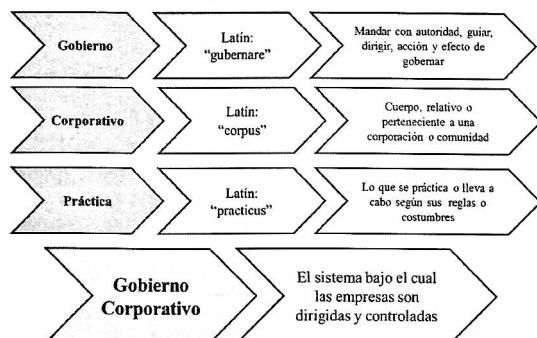 Gobierno
Latín:
“gubernare”
Mandar con autoridad, guiar,
dirigir, acción y efecto de
gobernar
Corporativo
Latín:
“corpus”
Cuerpo, relativo o
perteneciente a una
corporación o comunidad
Práctica
Latín:
“practicus”
Lo que se práctica o lleva a
cabo según sus reglas o
costumbres
Gobierno
Corporativo
El sistema bajo el cual
las empresas son
dirigidas y controladas